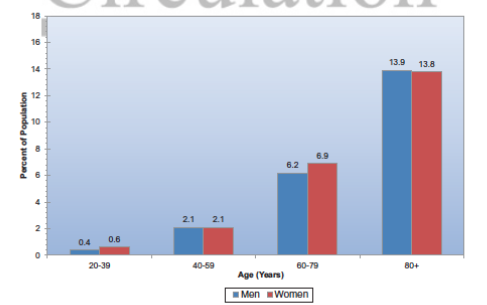 Circulation
18
16
14
12
10
8
6
4
2
0
Percent of Population
0.4 0.6
2.1 2.1
6.2 6.9
13.9 13.8
20-39 40-59 60-79 80+
Age (Years)
Men Women